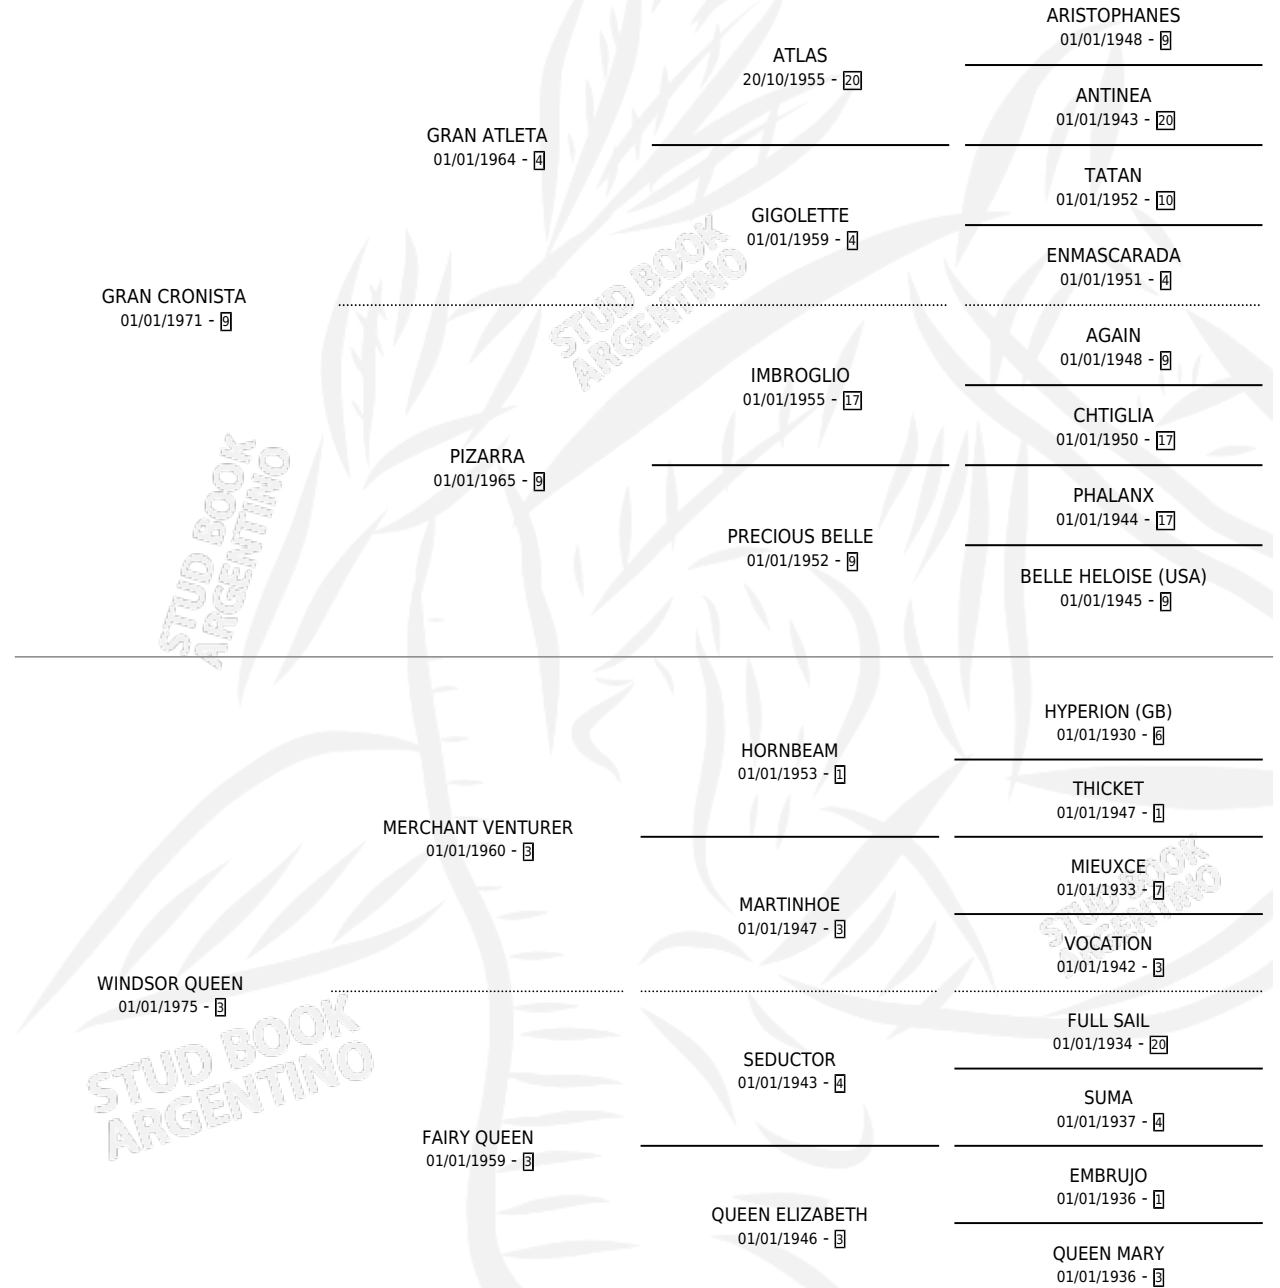 ARISTOPHANES
01/01/1948 - 9
ATLAS
20/10/1955 - 20
ANTINEA
01/01/1943 - 20
GRAN ATLETA
01/01/1964 - 4
TATAN
01/01/1952 - 10
GIGOLETTE
01/01/1959 - 4
ENMASCARADA
01/01/1951 - 4
GRAN CRONISTA
01/01/1971 - 9
AGAIN
01/01/1948 - 9
IMBROGLIO
01/01/1955 - 17
CHTIGLIA
01/01/1950 - 17
PIZARRA
01/01/1965 - 9
PHALANX
01/01/1944 - 17
PRECIOUS BELLE
01/01/1952 - 9
BELLE HELOISE (USA)
01/01/1945 - 9
HYPERION (GB)
01/01/1930 - 6
HORNBEAM
01/01/1953 - 1
THICKET
01/01/1947 - 1
MERCHANT VENTURER
01/01/1960 - 3
MIEUXCE
01/01/1933 - 7
MARTINHOE
01/01/1947 - 3
VOCATION
01/01/1942 - 3
WINDSOR QUEEN
01/01/1975 - 3
FULL SAIL
01/01/1934 - 20
SEDUCTOR
01/01/1943 - 4
SUMA
01/01/1937 - 4
FAIRY QUEEN
01/01/1959 - 3
EMBRUJO
01/01/1936 - 1
QUEEN ELIZABETH
01/01/1946 - 3
QUEEN MARY
01/01/1936 - 3
STUD BOOK
ARGENTINO
STUD BOOK
ARGENTINO
STUD BOOK
ARGENTINO
STUD BOOK
ARGENTINO